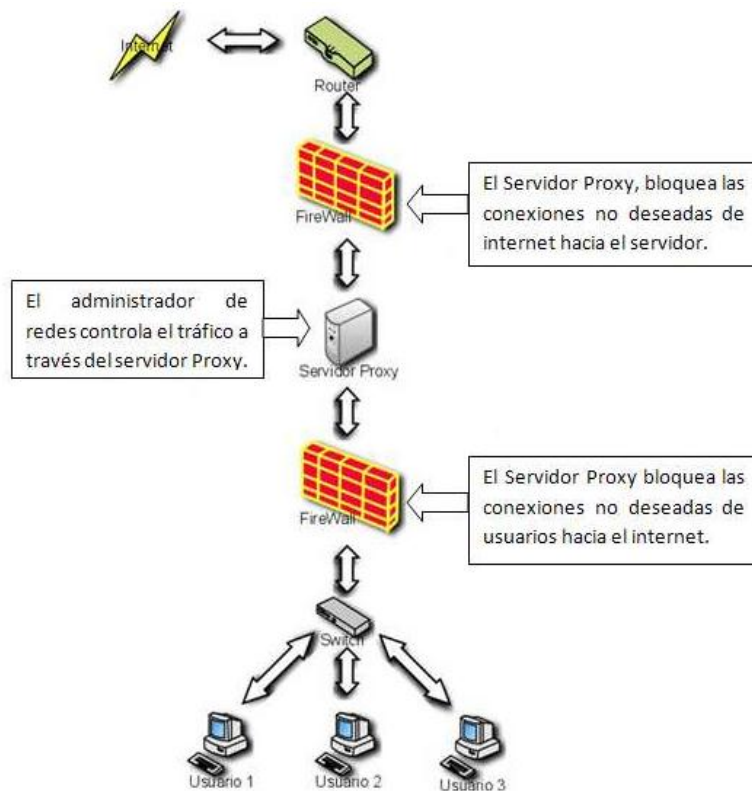 Internet
Router
FireWall
El Servidor Proxy, bloquea las
conexiones no deseadas de
internet hacia el servidor.
El administrador de
redes controla el tráfico a
través del servidor Proxy.
Servidor Proxy
FireWall
El Servidor Proxy bloquea las
conexiones no deseadas de
usuarios hacia el internet.
Switch
Usuario 1
Usuario 2
Usuario 3